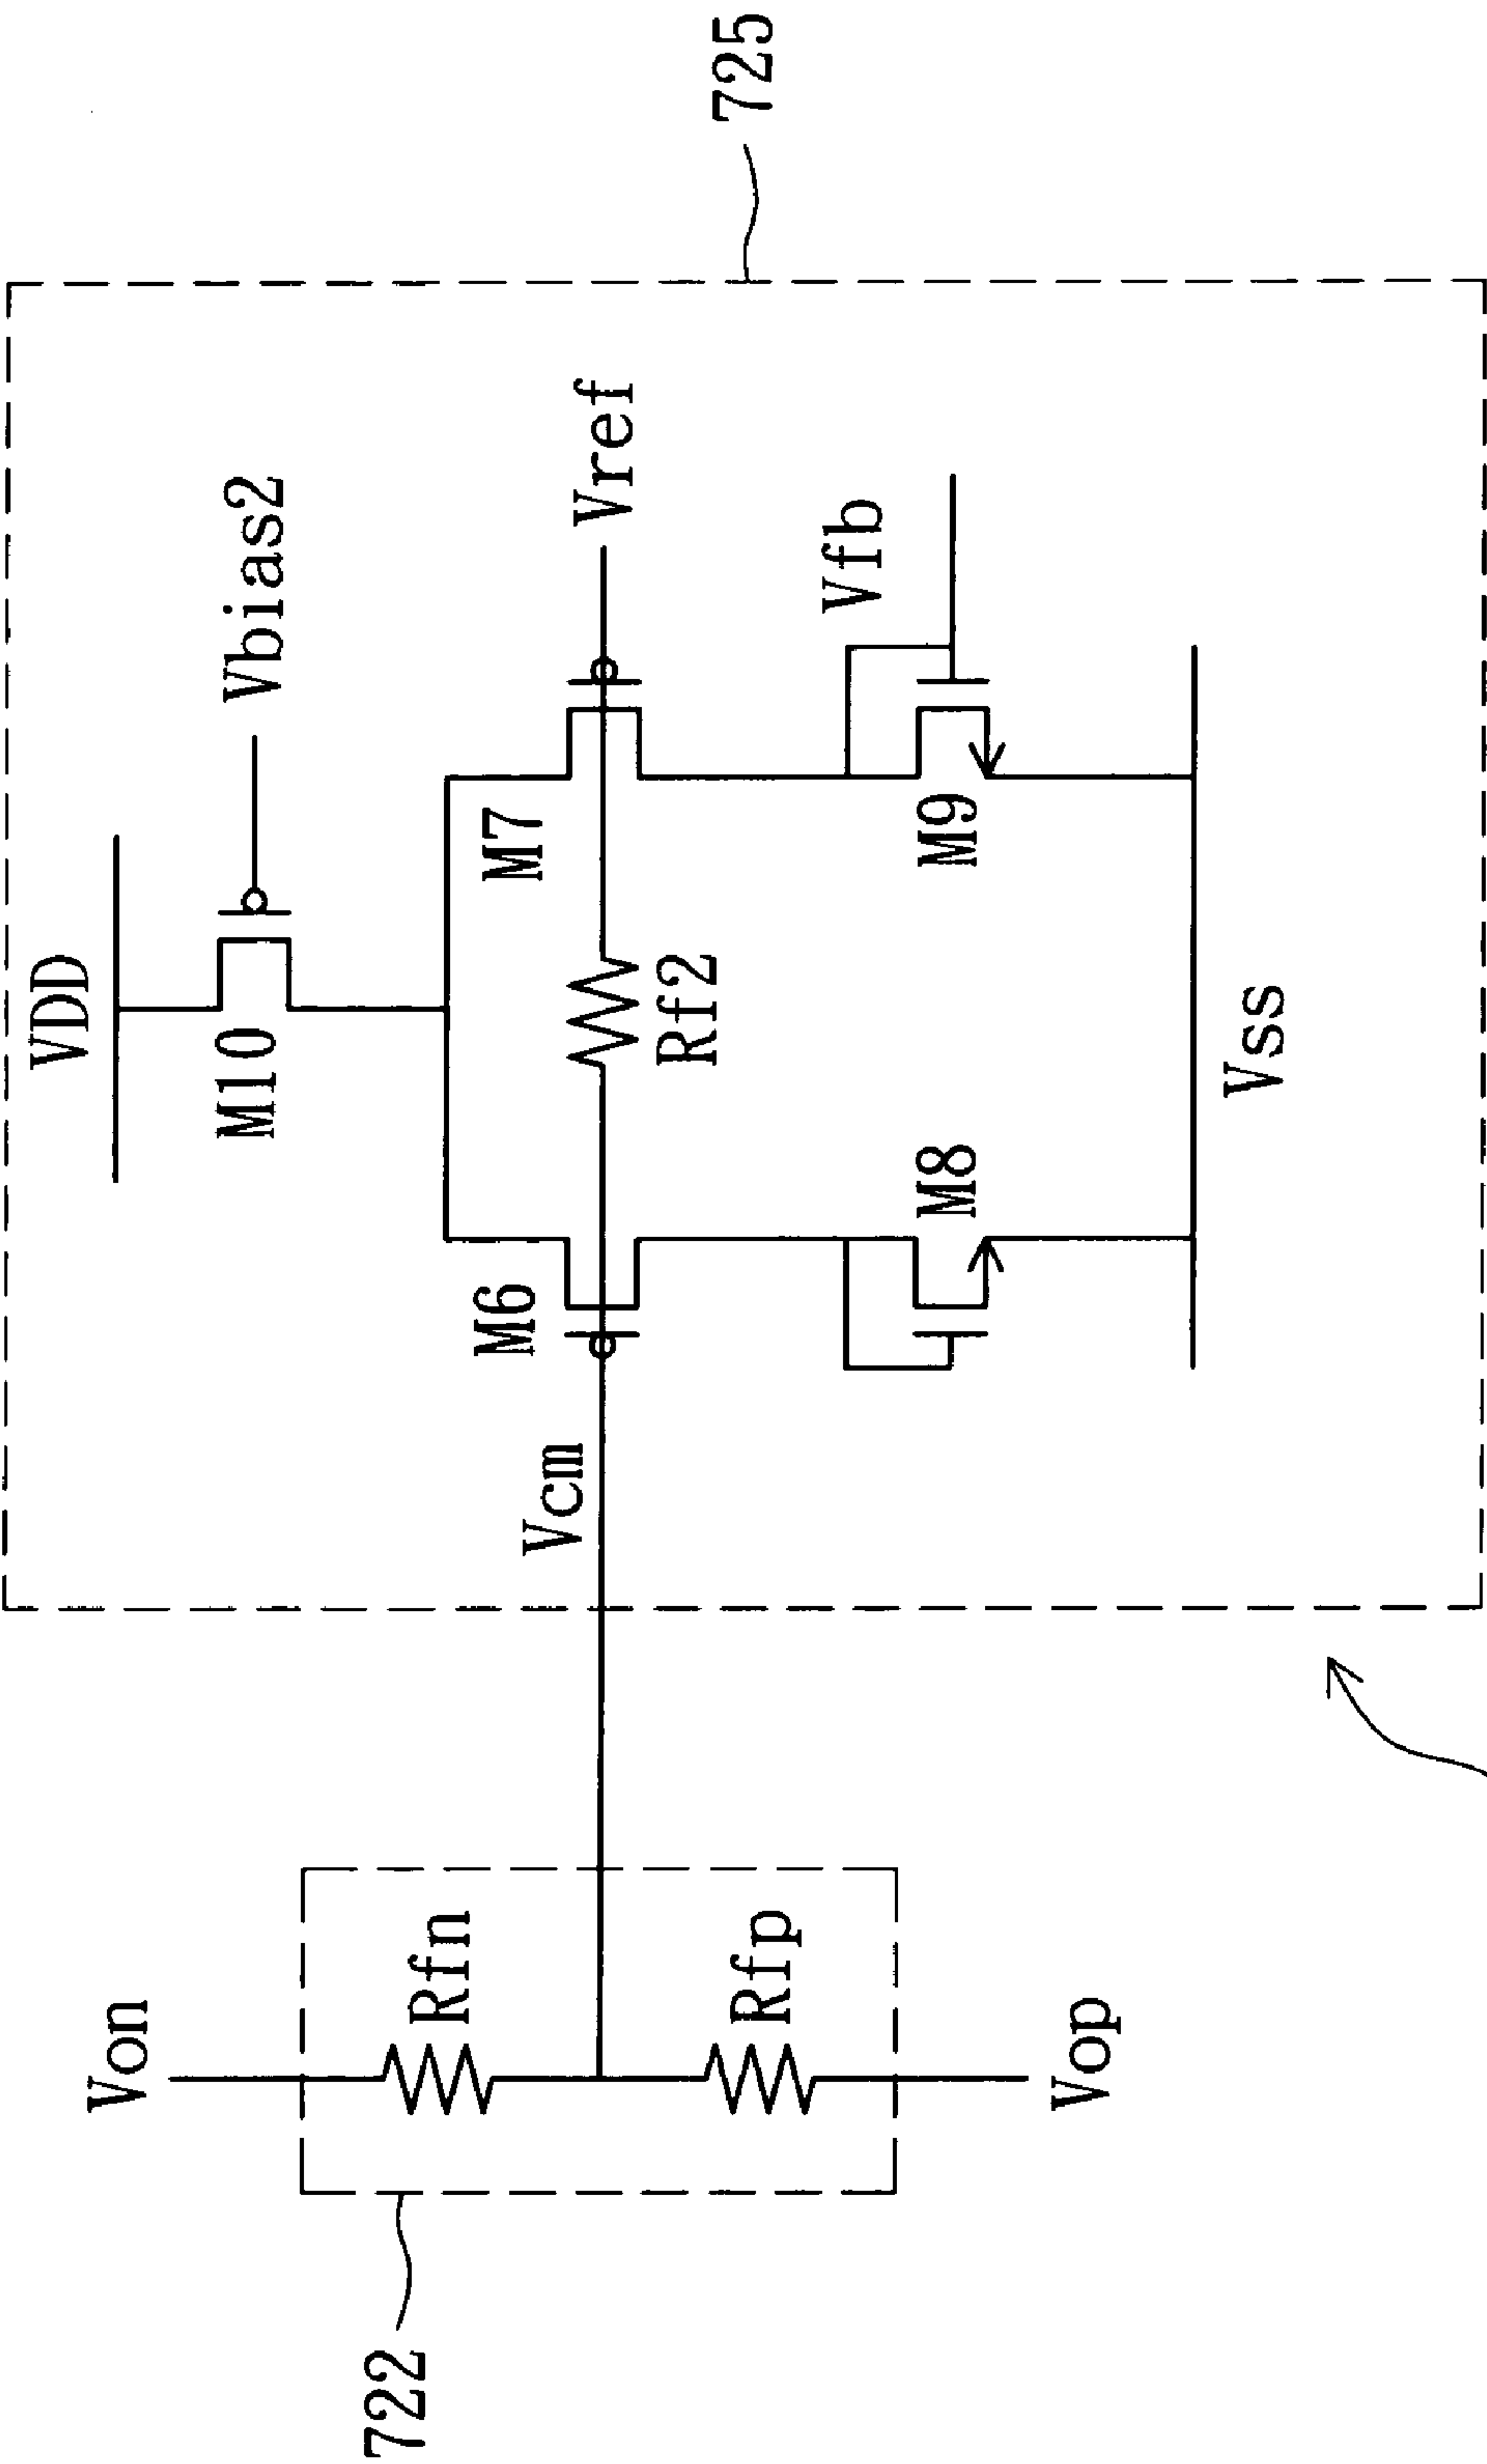 725
VDD
Vbias2
M10
M7
Vref
M6
Rf2
Vcm
Vfb
M9
M8
Vss
Von
Rfn
Rfp
Vop
722